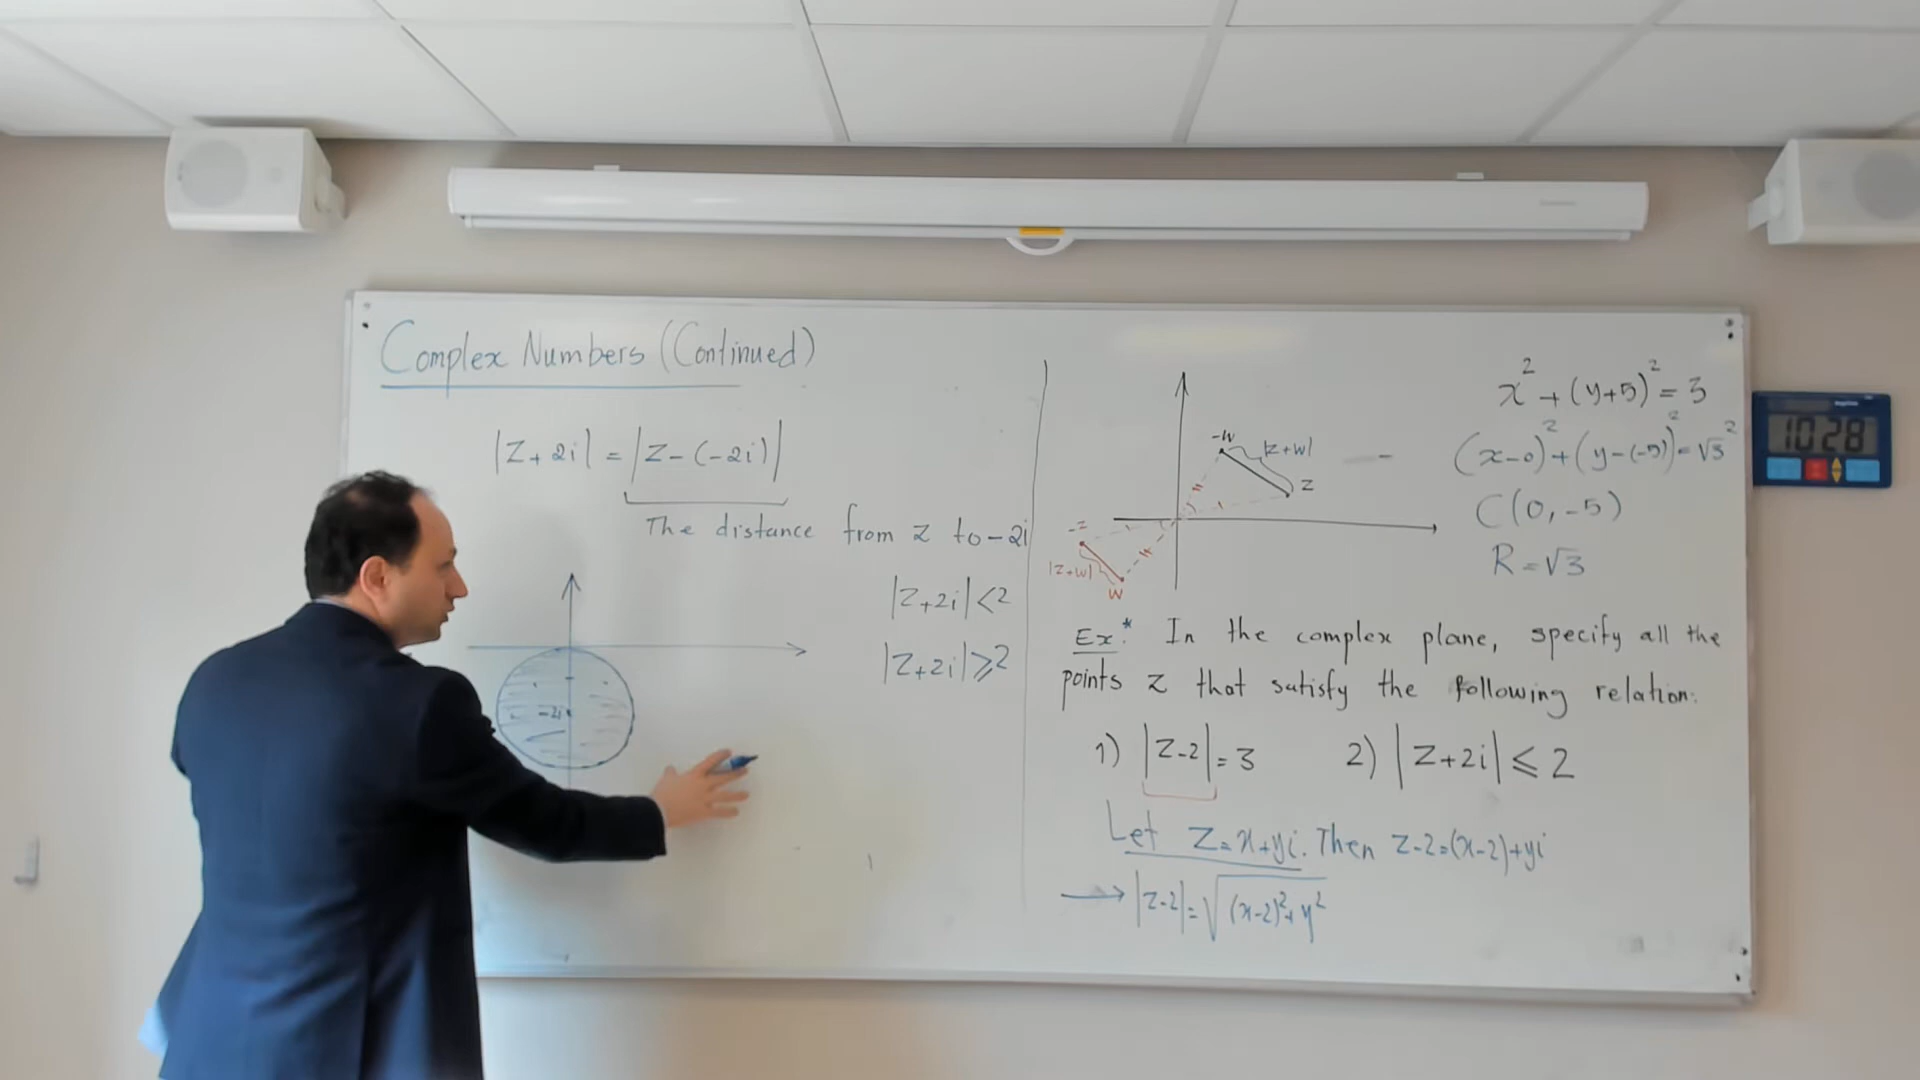 Complex Numbers (Continued)
|z+2i| = |z-(-2i)|
The distance from z to -2i
|z+2i|<2
|z+2i|⩾2
-2i
-w
|z+w|
z
-z
|z+w|
w
x² + (y+5)² = 3
(x-0)² + (y-(-5))² = √3²
C(0, -5)
R = √3
Ex.* In the complex plane, specify all the
points z that satisfy the following relation:
1) |z-2| = 3 2) |z+2i| ⩽ 2
Let z = x+yi. Then z-2 = (x-2)+yi
→ |z-2| = √(x-2)²+y²
10 28